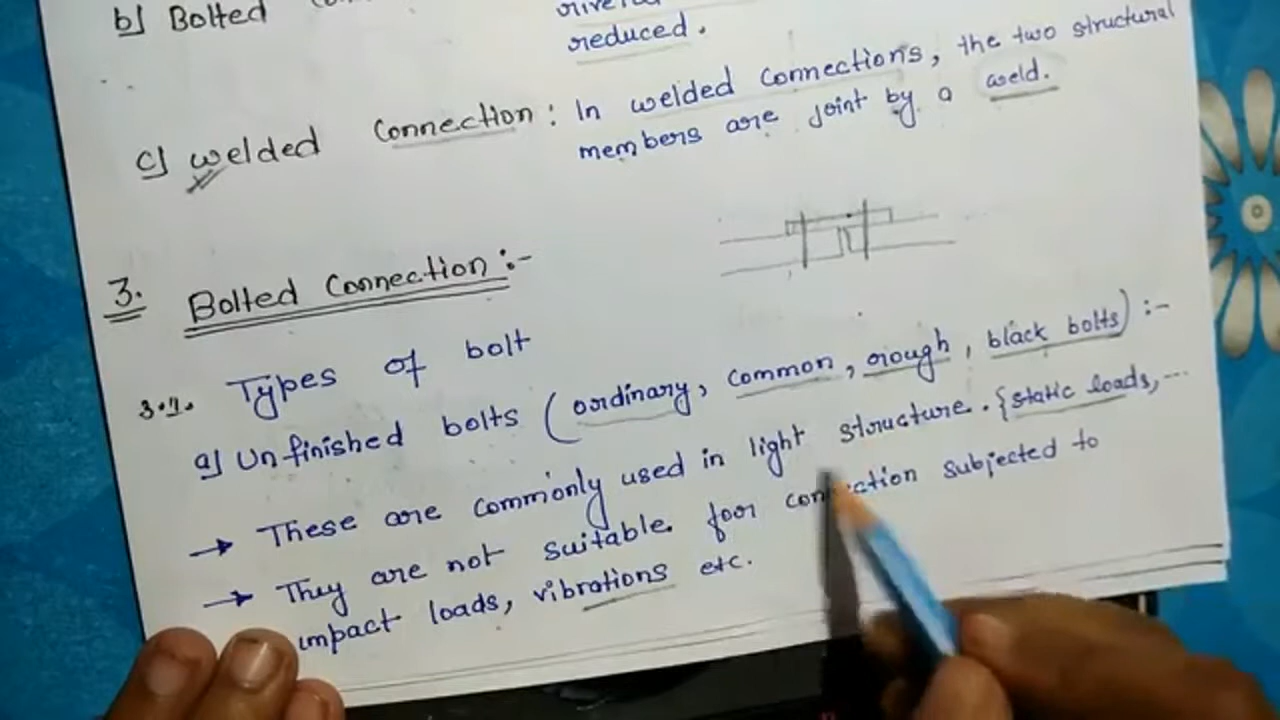 b) Bolted
reduced.
c) welded connection : In welded connections, the two structural
members are joint by a weld.
3. Bolted Connection :-
3.1. Types of bolt
a) Unfinished bolts (ordinary, common, rough, black bolts) :-
→ These are commonly used in light structure. {static loads, ...
→ They are not suitable for connection subjected to
impact loads, vibrations etc.